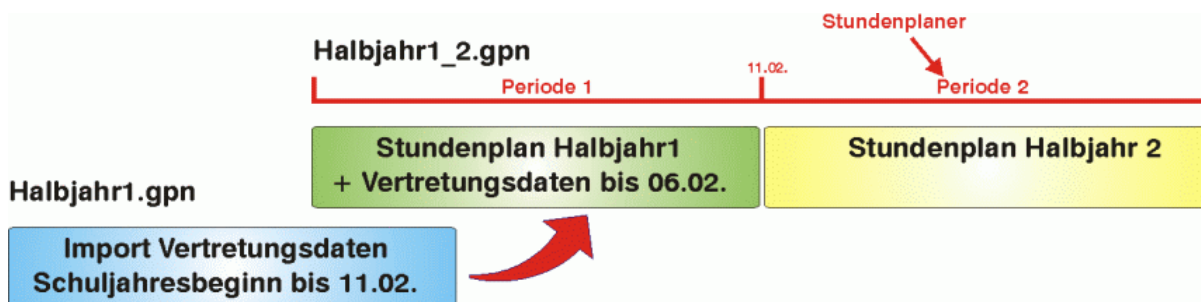 Stundenplaner
Halbjahr1_2.gpn
11.02.
Periode 1
Periode 2
Stundenplan Halbjahr1
+ Vertretungsdaten bis 06.02.
Stundenplan Halbjahr 2
Halbjahr1.gpn
Import Vertretungsdaten
Schuljahresbeginn bis 11.02.